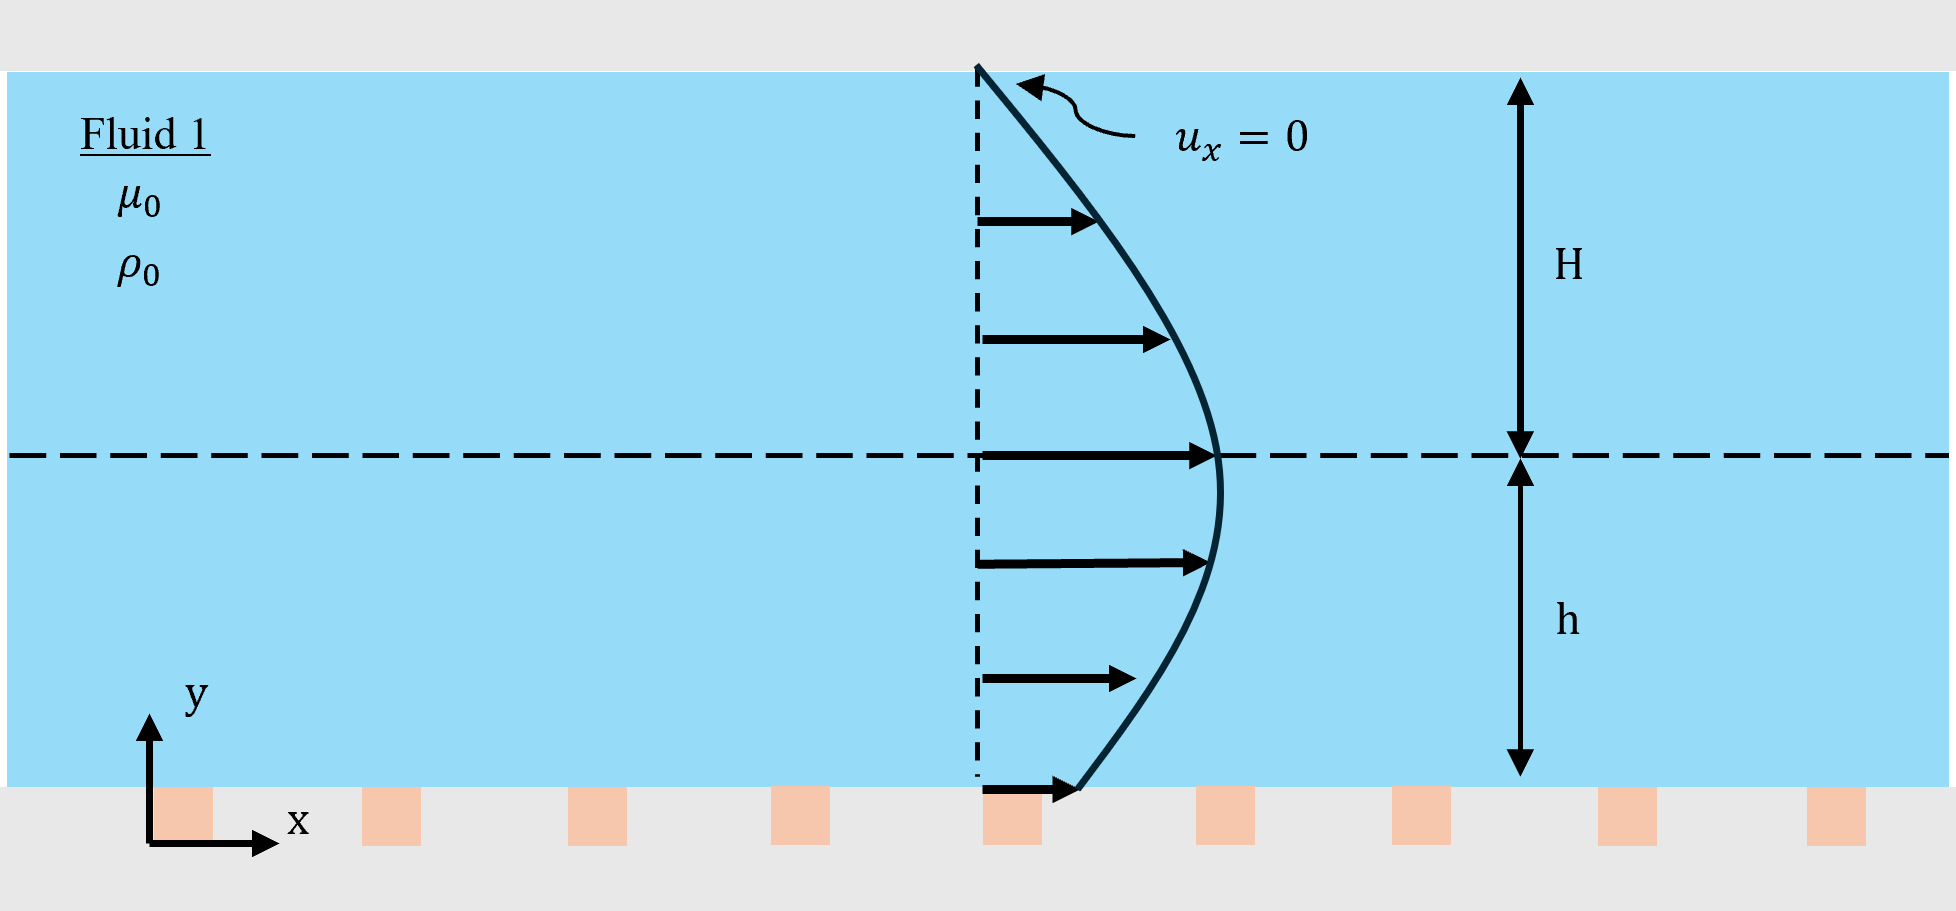 Fluid 1
μ₀
ρ₀
uₓ = 0
H
h
y
x